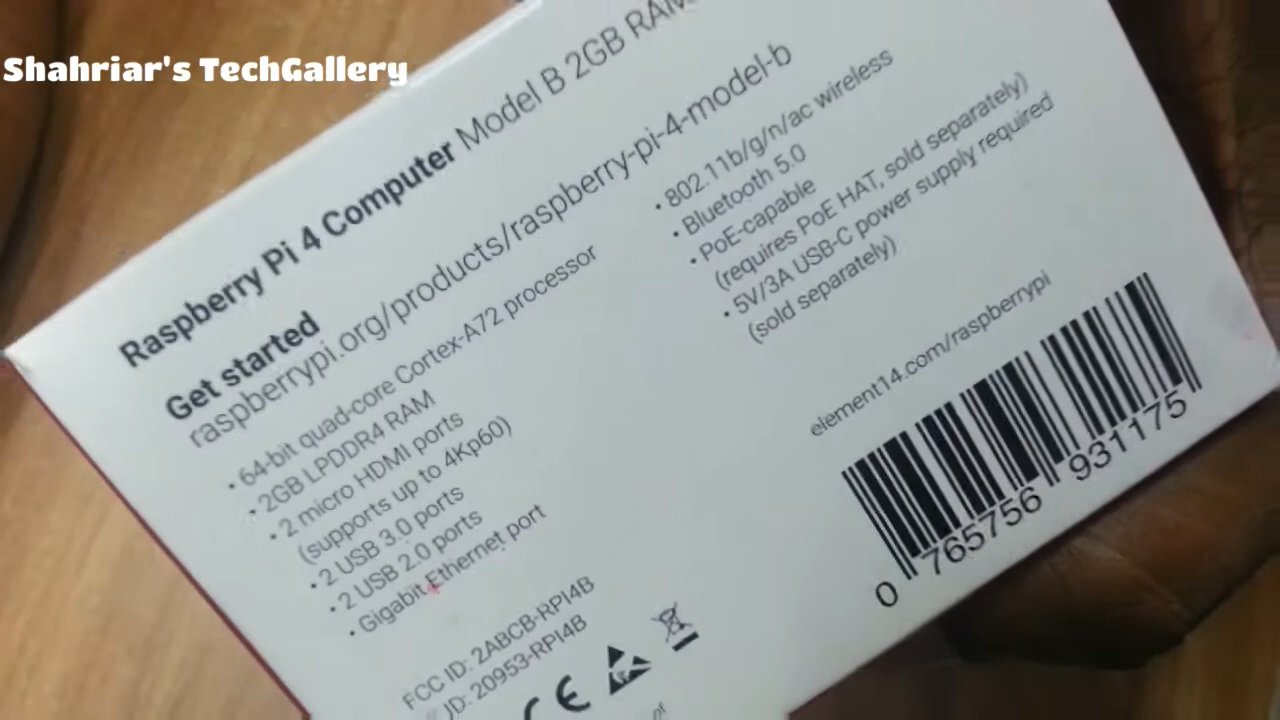 Shahriar's TechGallery
Raspberry Pi 4 Computer Model B 2GB RAM
Get started
raspberrypi.org/products/raspberry-pi-4-model-b
• 64-bit quad-core Cortex-A72 processor
• 2GB LPDDR4 RAM
• 2 micro HDMI ports
(supports up to 4Kp60)
• 2 USB 3.0 ports
• 2 USB 2.0 ports
• Gigabit Ethernet port
• 802.11b/g/n/ac wireless
• Bluetooth 5.0
• PoE-capable
(requires PoE HAT, sold separately)
• 5V/3A USB-C power supply required
(sold separately)
element14.com/raspberrypi
0 765756 931175
FCC ID: 2ABCB-RPI4B
ID: 20953-RPI4B
CE
of